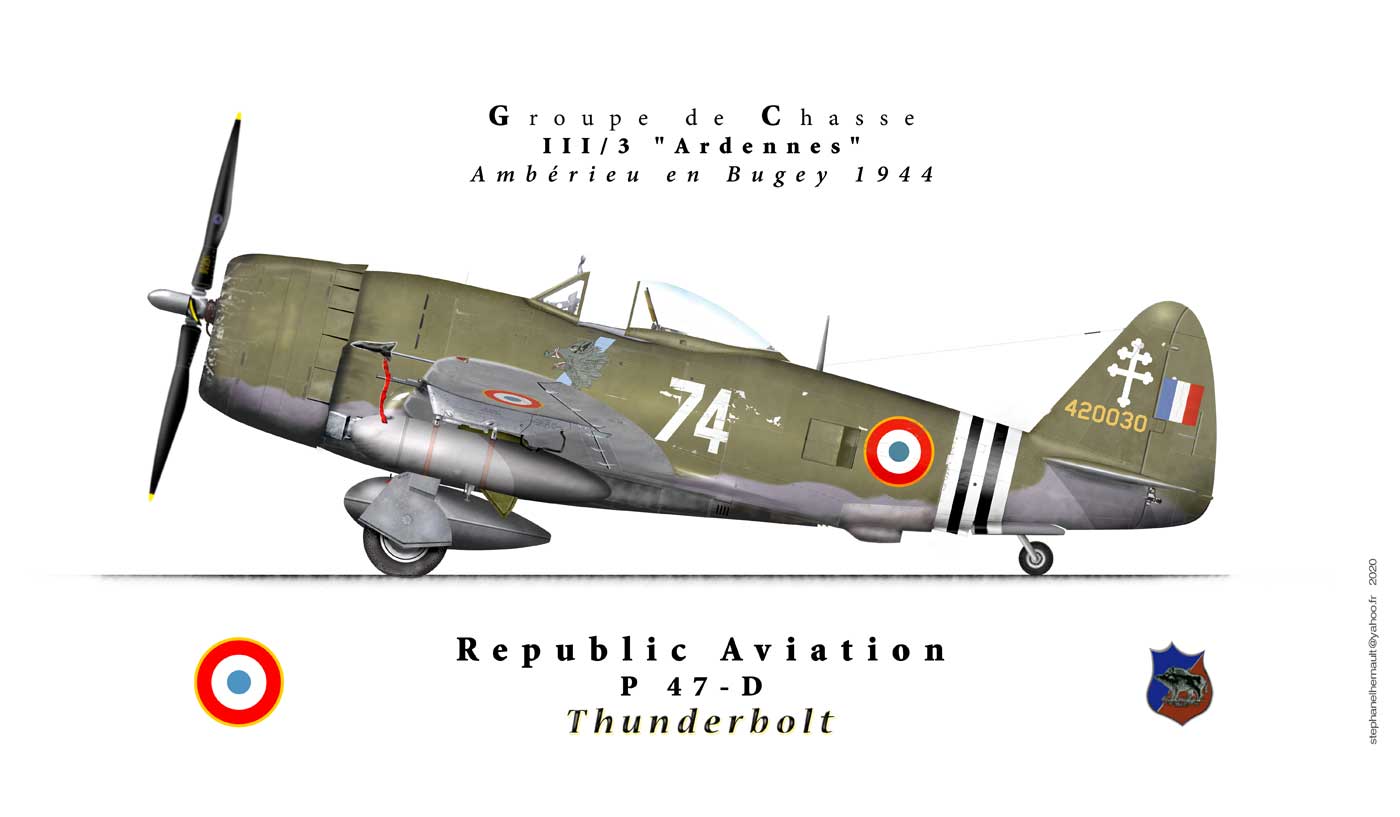 Groupe de Chasse
III/3 "Ardennes"
Ambérieu en Bugey 1944
74
420030
Republic Aviation
P 47-D
Thunderbolt
stephanelhernault@yahoo.fr 2020